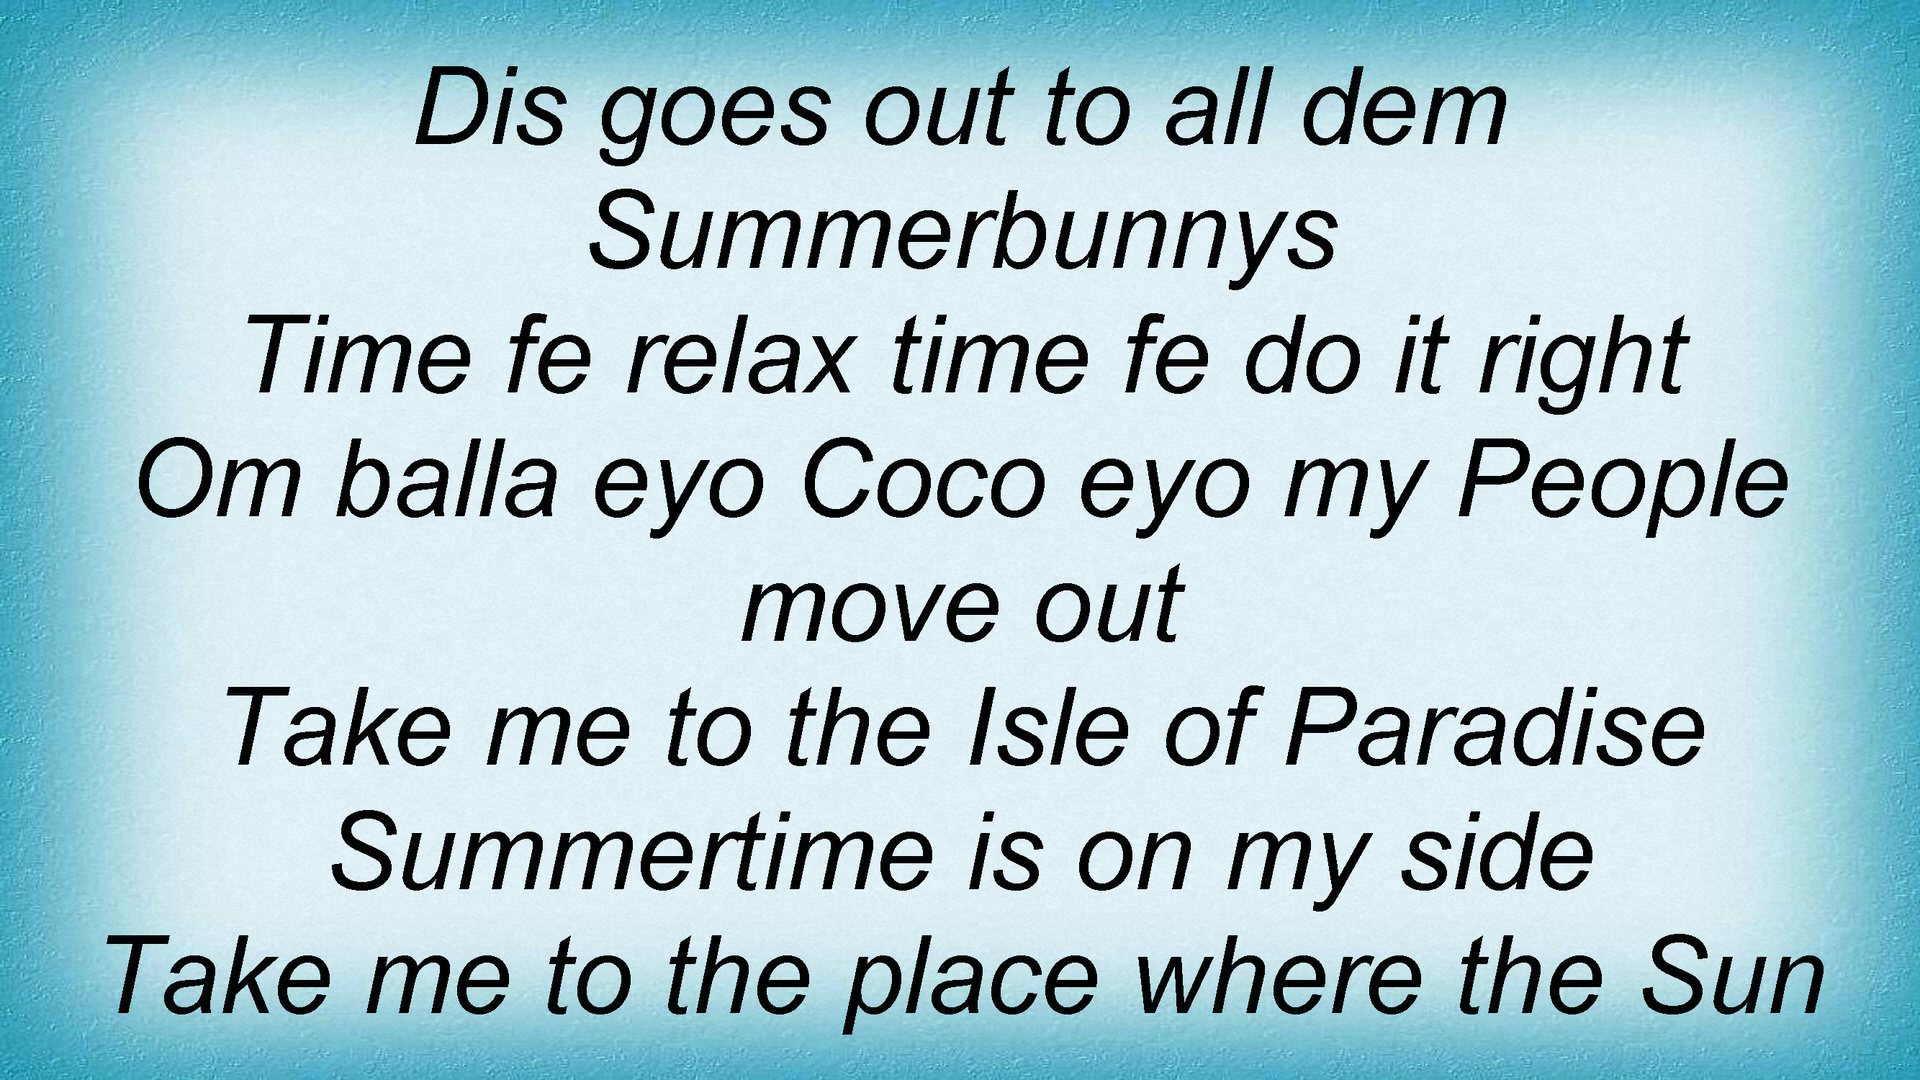 Dis goes out to all dem
Summerbunnys
Time fe relax time fe do it right
Om balla eyo Coco eyo my People
move out
Take me to the Isle of Paradise
Summertime is on my side
Take me to the place where the Sun